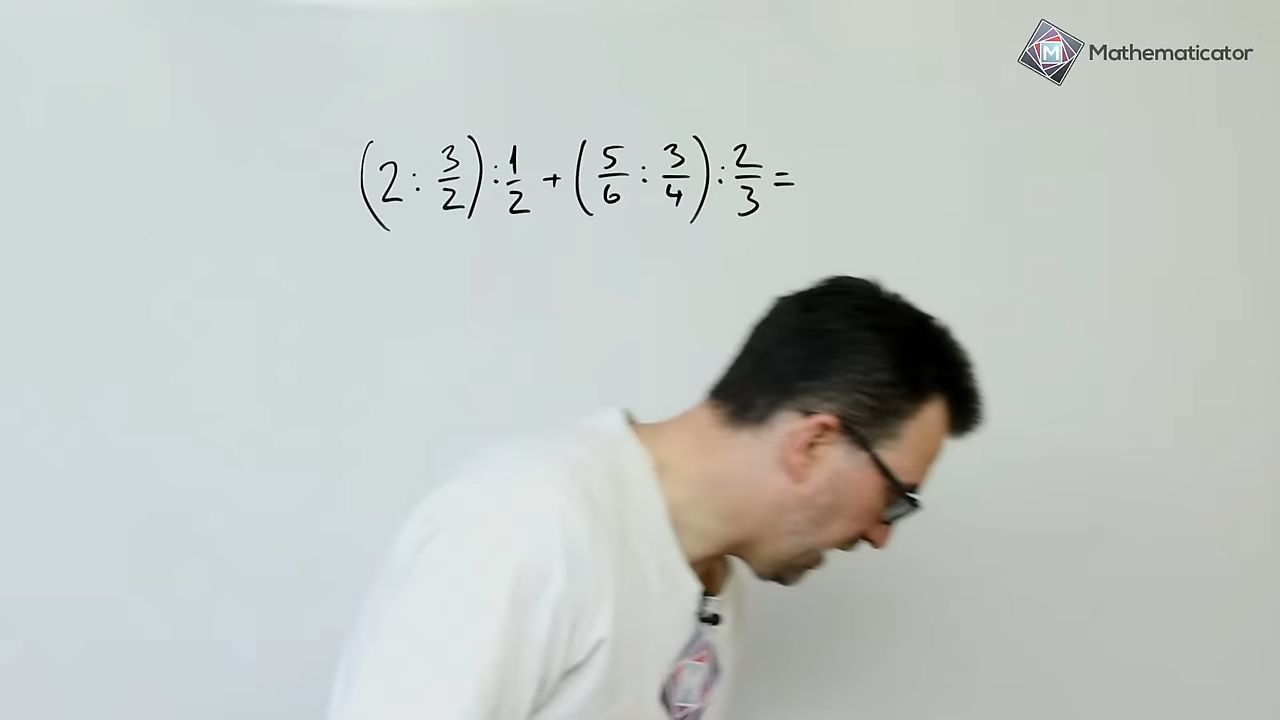 Mathematicator
(2 : 3/2) : 1/2 + (5/6 : 3/4) : 2/3 =
M